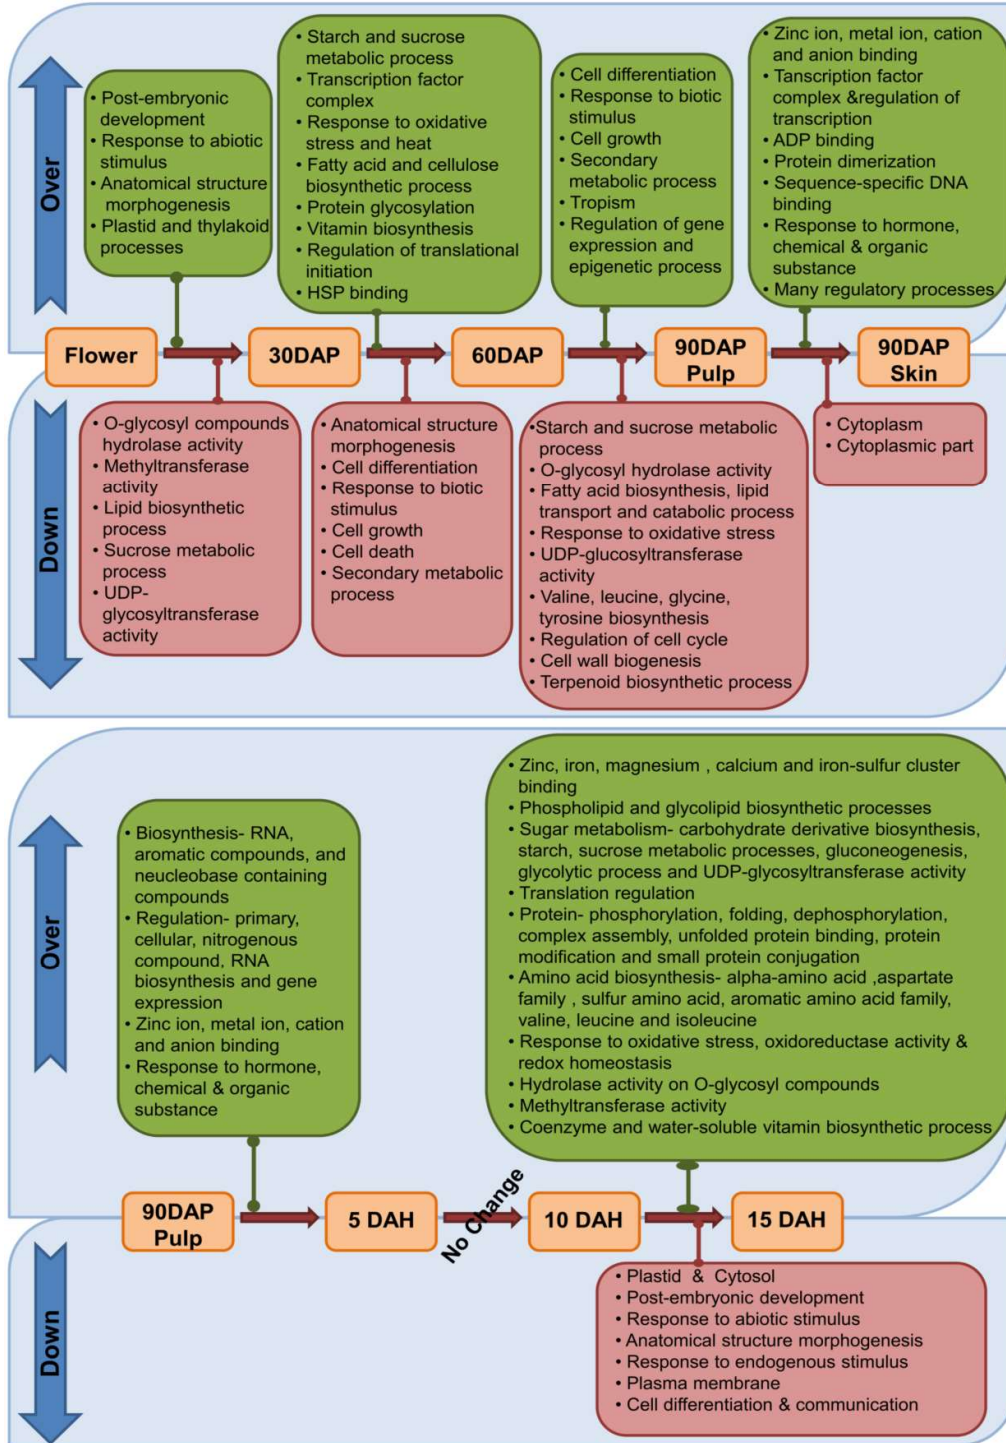 Over
• Post-embryonic
development
• Response to abiotic
stimulus
• Anatomical structure
morphogenesis
• Plastid and thylakoid
processes
• Starch and sucrose
metabolic process
• Transcription factor
complex
• Response to oxidative
stress and heat
• Fatty acid and cellulose
biosynthetic process
• Protein glycosylation
• Vitamin biosynthesis
• Regulation of translational
initiation
• HSP binding
• Cell differentiation
• Response to biotic
stimulus
• Cell growth
• Secondary
metabolic process
• Tropism
• Regulation of gene
expression and
epigenetic process
• Zinc ion, metal ion, cation
and anion binding
• Tanscription factor
complex &regulation of
transcription
• ADP binding
• Protein dimerization
• Sequence-specific DNA
binding
• Response to hormone,
chemical & organic
substance
• Many regulatory processes
Flower
30DAP
60DAP
90DAP
Pulp
90DAP
Skin
Down
• O-glycosyl compounds
hydrolase activity
• Methyltransferase
activity
• Lipid biosynthetic
process
• Sucrose metabolic
process
• UDP-
glycosyltransferase
activity
• Anatomical structure
morphogenesis
• Cell differentiation
• Response to biotic
stimulus
• Cell growth
• Cell death
• Secondary metabolic
process
•Starch and sucrose metabolic
process
• O-glycosyl hydrolase activity
• Fatty acid biosynthesis, lipid
transport and catabolic process
• Response to oxidative stress
• UDP-glucosyltransferase
activity
• Valine, leucine, glycine,
tyrosine biosynthesis
• Regulation of cell cycle
• Cell wall biogenesis
• Terpenoid biosynthetic process
• Cytoplasm
• Cytoplasmic part
Over
• Biosynthesis- RNA,
aromatic compounds, and
neucleobase containing
compounds
• Regulation- primary,
cellular, nitrogenous
compound, RNA
biosynthesis and gene
expression
• Zinc ion, metal ion, cation
and anion binding
• Response to hormone,
chemical & organic
substance
• Zinc, iron, magnesium , calcium and iron-sulfur cluster
binding
• Phospholipid and glycolipid biosynthetic processes
• Sugar metabolism- carbohydrate derivative biosynthesis,
starch, sucrose metabolic processes, gluconeogenesis,
glycolytic process and UDP-glycosyltransferase activity
• Translation regulation
• Protein- phosphorylation, folding, dephosphorylation,
complex assembly, unfolded protein binding, protein
modification and small protein conjugation
• Amino acid biosynthesis- alpha-amino acid ,aspartate
family , sulfur amino acid, aromatic amino acid family,
valine, leucine and isoleucine
• Response to oxidative stress, oxidoreductase activity &
redox homeostasis
• Hydrolase activity on O-glycosyl compounds
• Methyltransferase activity
• Coenzyme and water-soluble vitamin biosynthetic process
90DAP
Pulp
5 DAH
No Change
10 DAH
15 DAH
Down
• Plastid & Cytosol
• Post-embryonic development
• Response to abiotic stimulus
• Anatomical structure morphogenesis
• Response to endogenous stimulus
• Plasma membrane
• Cell differentiation & communication